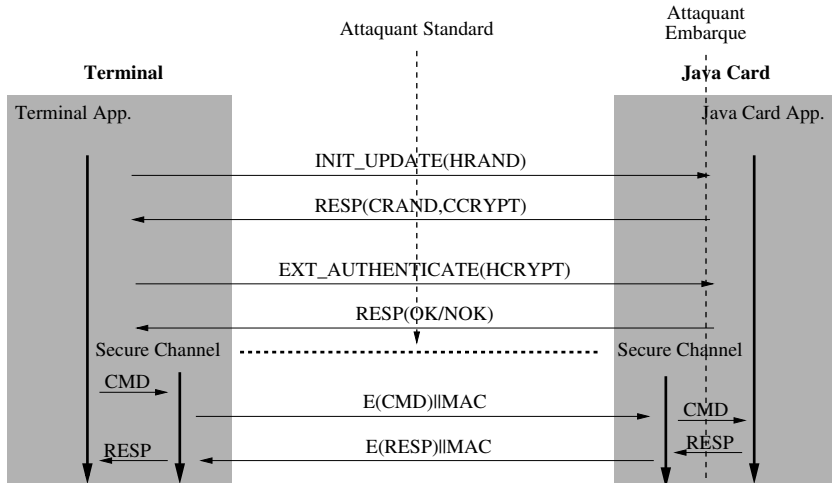 Attaquant Standard
Attaquant
Embarque
Terminal
Java Card
Terminal App.
Java Card App.
INIT_UPDATE(HRAND)
RESP(CRAND,CCRYPT)
EXT_AUTHENTICATE(HCRYPT)
RESP(OK/NOK)
Secure Channel
Secure Channel
CMD
E(CMD)||MAC
CMD
RESP
E(RESP)||MAC
RESP